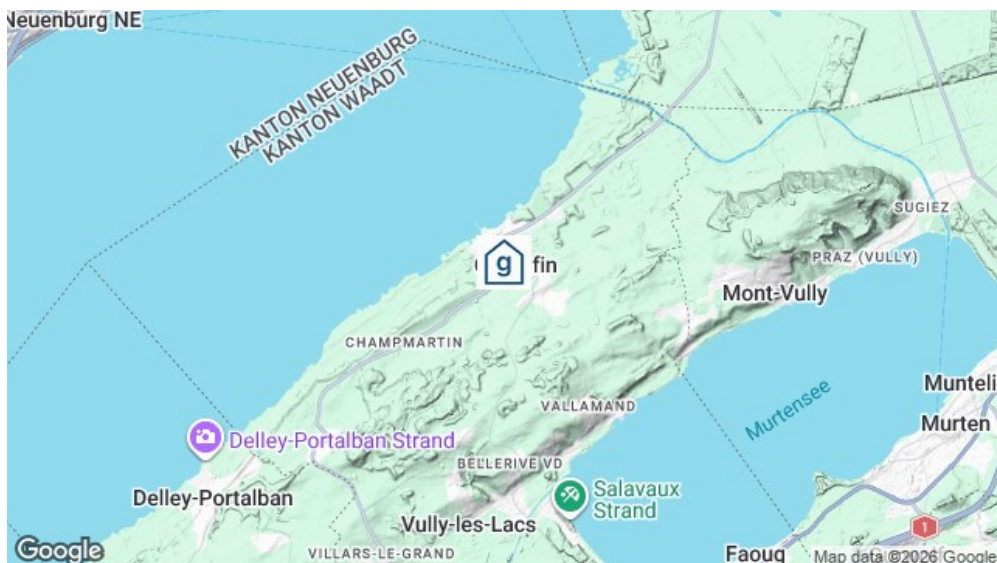 Neuenburg NE
KANTON NEUENBURG
KANTON WAADT
SUGIEZ
PRAZ (VULLY)
g
fin
Mont-Vully
CHAMPMARTIN
Murtensee
Munteli
VALLAMAND
Murten
Delley-Portalban Strand
BELLERIVE VD
Salavaux
Strand
Delley-Portalban
Vully-les-Lacs
1
VILLARS-LE-GRAND
Faoug
Google
Map data ©2026 Google